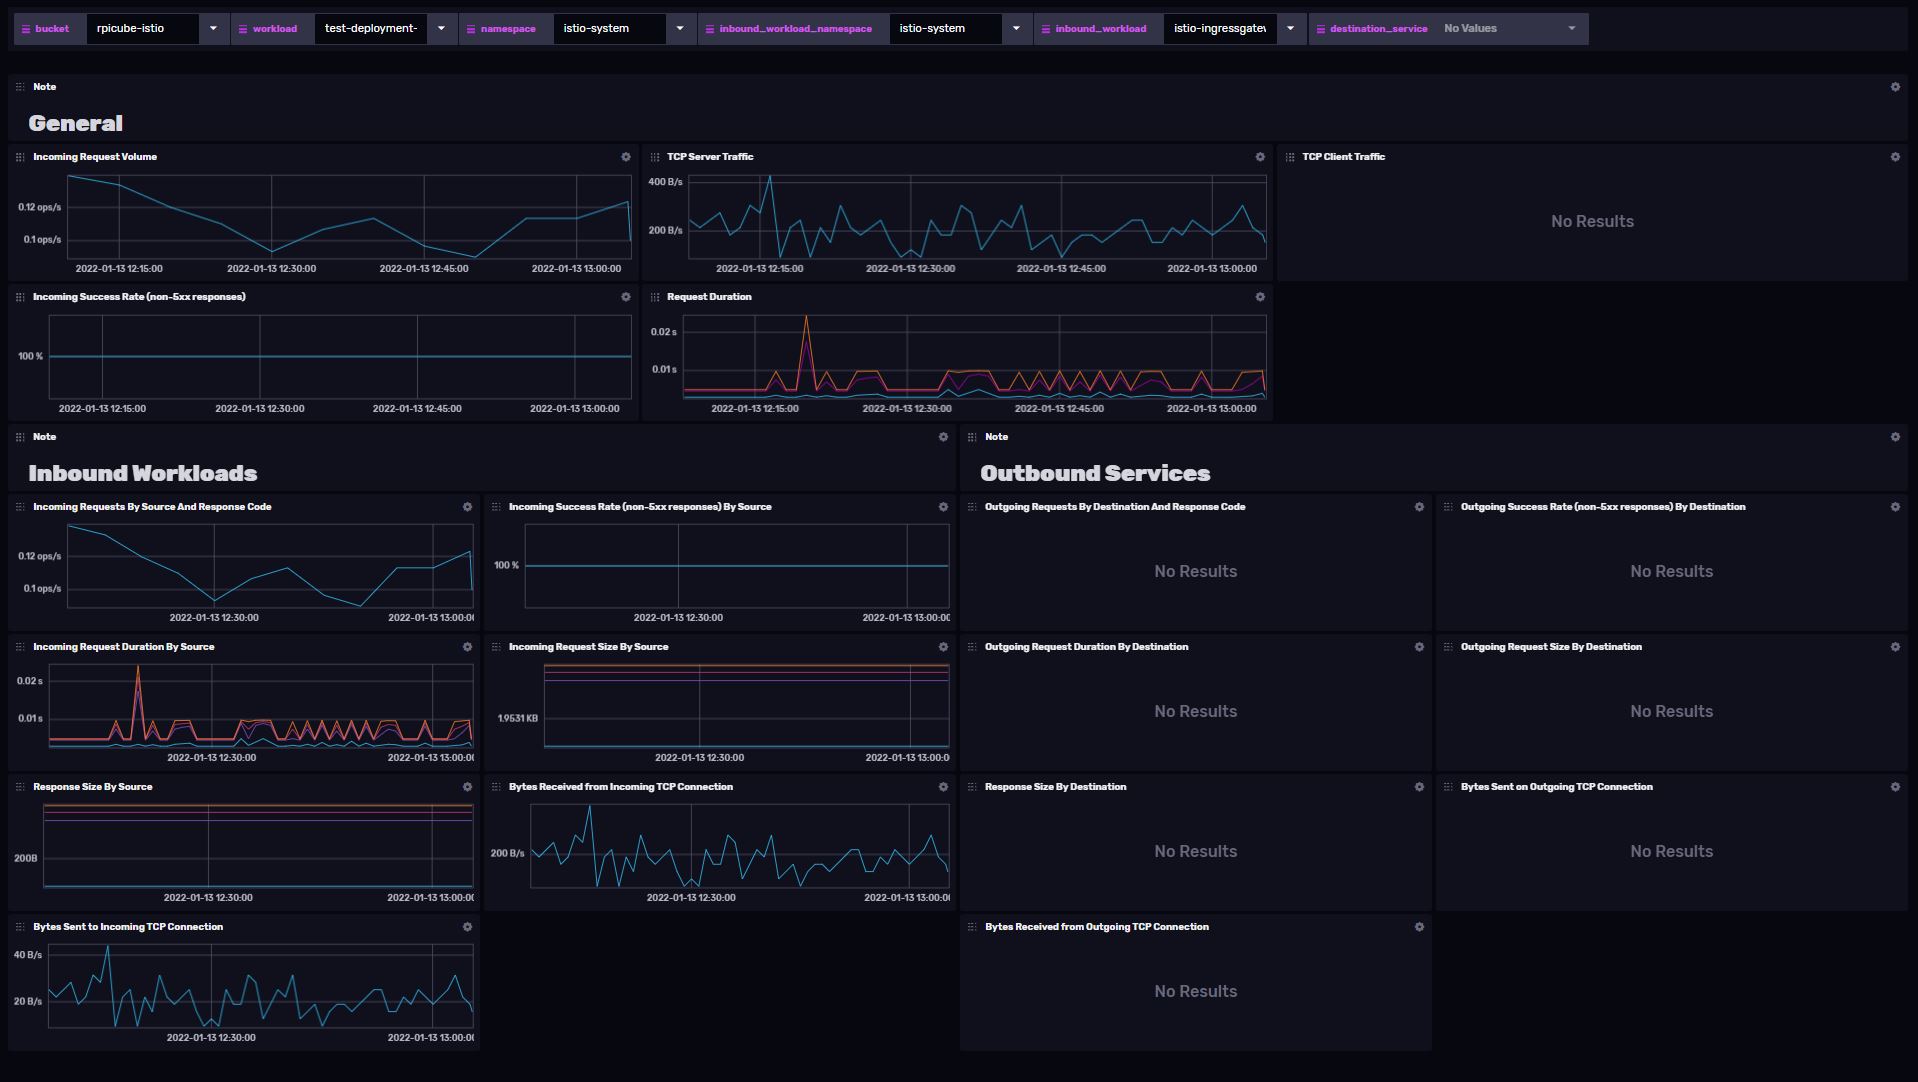 bucket rpicube-istio workload test-deployment- namespace istio-system inbound_workload_namespace istio-system inbound_workload istio-ingressgatew destination_service No Values
Note
General
Incoming Request Volume
0.12 ops/s
0.1 ops/s
2022-01-13 12:15:00 2022-01-13 12:30:00 2022-01-13 12:45:00 2022-01-13 13:00:00
TCP Server Traffic
400 B/s
200 B/s
2022-01-13 12:15:00 2022-01-13 12:30:00 2022-01-13 12:45:00 2022-01-13 13:00:00
TCP Client Traffic
No Results
Incoming Success Rate (non-5xx responses)
100 %
2022-01-13 12:15:00 2022-01-13 12:30:00 2022-01-13 12:45:00 2022-01-13 13:00:00
Request Duration
0.02 s
0.01 s
2022-01-13 12:15:00 2022-01-13 12:30:00 2022-01-13 12:45:00 2022-01-13 13:00:00
Note
Inbound Workloads
Note
Outbound Services
Incoming Requests By Source And Response Code
0.12 ops/s
0.1 ops/s
2022-01-13 12:30:00 2022-01-13 13:00:00
Incoming Success Rate (non-5xx responses) By Source
100 %
2022-01-13 12:30:00 2022-01-13 13:00:00
Outgoing Requests By Destination And Response Code
No Results
Outgoing Success Rate (non-5xx responses) By Destination
No Results
Incoming Request Duration By Source
0.02 s
0.01 s
2022-01-13 12:30:00 2022-01-13 13:00:00
Incoming Request Size By Source
1.9531 KB
2022-01-13 12:30:00 2022-01-13 13:00:0
Outgoing Request Duration By Destination
No Results
Outgoing Request Size By Destination
No Results
Response Size By Source
200B
2022-01-13 12:30:00 2022-01-13 13:00:00
Bytes Received from Incoming TCP Connection
200 B/s
2022-01-13 12:30:00 2022-01-13 13:00:00
Response Size By Destination
No Results
Bytes Sent on Outgoing TCP Connection
No Results
Bytes Sent to Incoming TCP Connection
40 B/s
20 B/s
2022-01-13 12:30:00 2022-01-13 13:00:00
Bytes Received from Outgoing TCP Connection
No Results